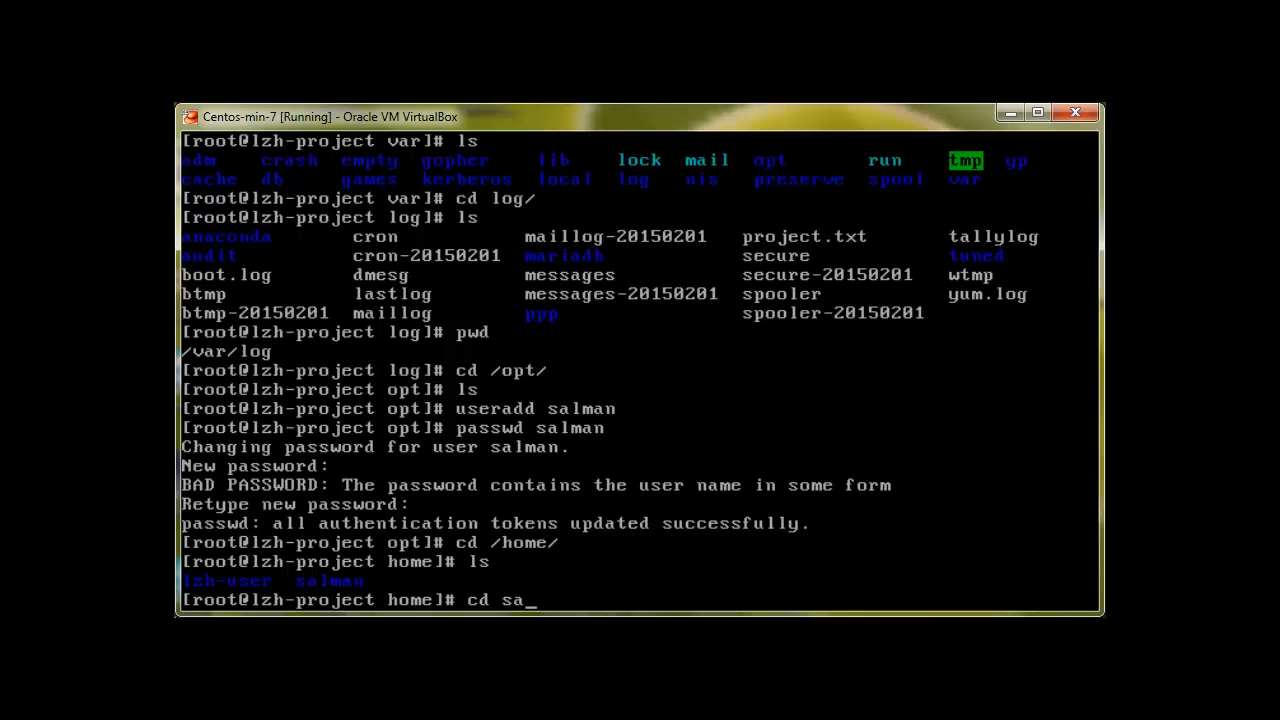 Centos-min-7 [Running] - Oracle VM VirtualBox
[root@lzh-project var]# ls
adm crash empty gopher lib lock mail opt run tmp yp
cache db games kerberos local log nis preserve spool var
[root@lzh-project var]# cd log/
[root@lzh-project log]# ls
anaconda cron maillog-20150201 project.txt tallylog
audit cron-20150201 mariadb secure tuned
boot.log dmesg messages secure-20150201 wtmp
btmp lastlog messages-20150201 spooler yum.log
btmp-20150201 maillog ppp spooler-20150201
[root@lzh-project log]# pwd
/var/log
[root@lzh-project log]# cd /opt/
[root@lzh-project opt]# ls
[root@lzh-project opt]# useradd salman
[root@lzh-project opt]# passwd salman
Changing password for user salman.
New password:
BAD PASSWORD: The password contains the user name in some form
Retype new password:
passwd: all authentication tokens updated successfully.
[root@lzh-project opt]# cd /home/
[root@lzh-project home]# ls
lzh-user salman
[root@lzh-project home]# cd sa_